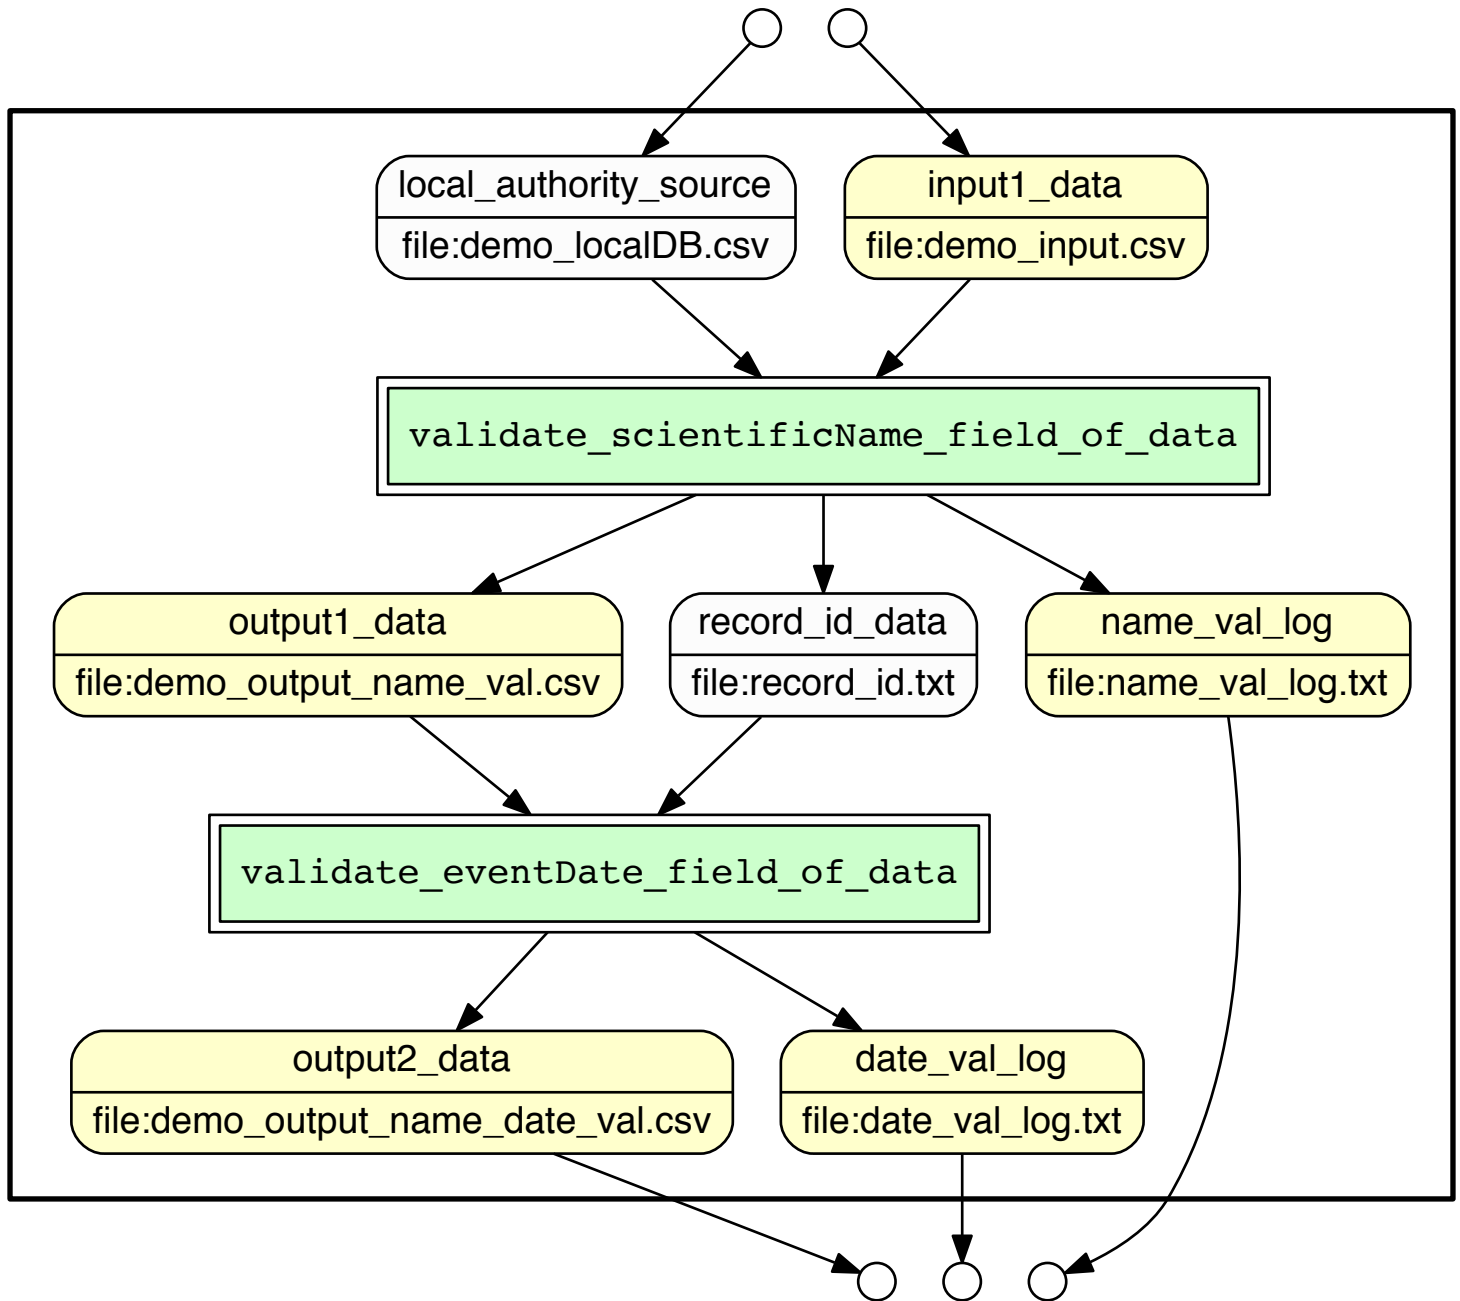 local_authority_source
file:demo_localDB.csv
input1_data
file:demo_input.csv
validate_scientificName_field_of_data
output1_data
file:demo_output_name_val.csv
record_id_data
file:record_id.txt
name_val_log
file:name_val_log.txt
validate_eventDate_field_of_data
output2_data
file:demo_output_name_date_val.csv
date_val_log
file:date_val_log.txt